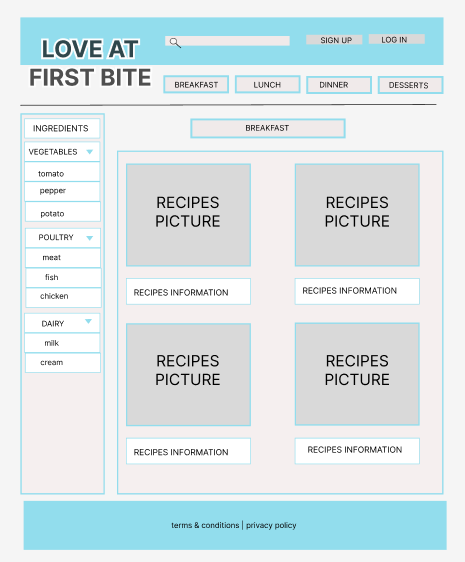 LOVE AT
FIRST BITE
SIGN UP
LOG IN
BREAKFAST
LUNCH
DINNER
DESSERTS
INGREDIENTS
VEGETABLES
tomato
pepper
potato
POULTRY
meat
fish
chicken
DAIRY
milk
cream
BREAKFAST
RECIPES
PICTURE
RECIPES INFORMATION
RECIPES
PICTURE
RECIPES INFORMATION
RECIPES
PICTURE
RECIPES INFORMATION
RECIPES
PICTURE
RECIPES INFORMATION
terms & conditions | privacy policy